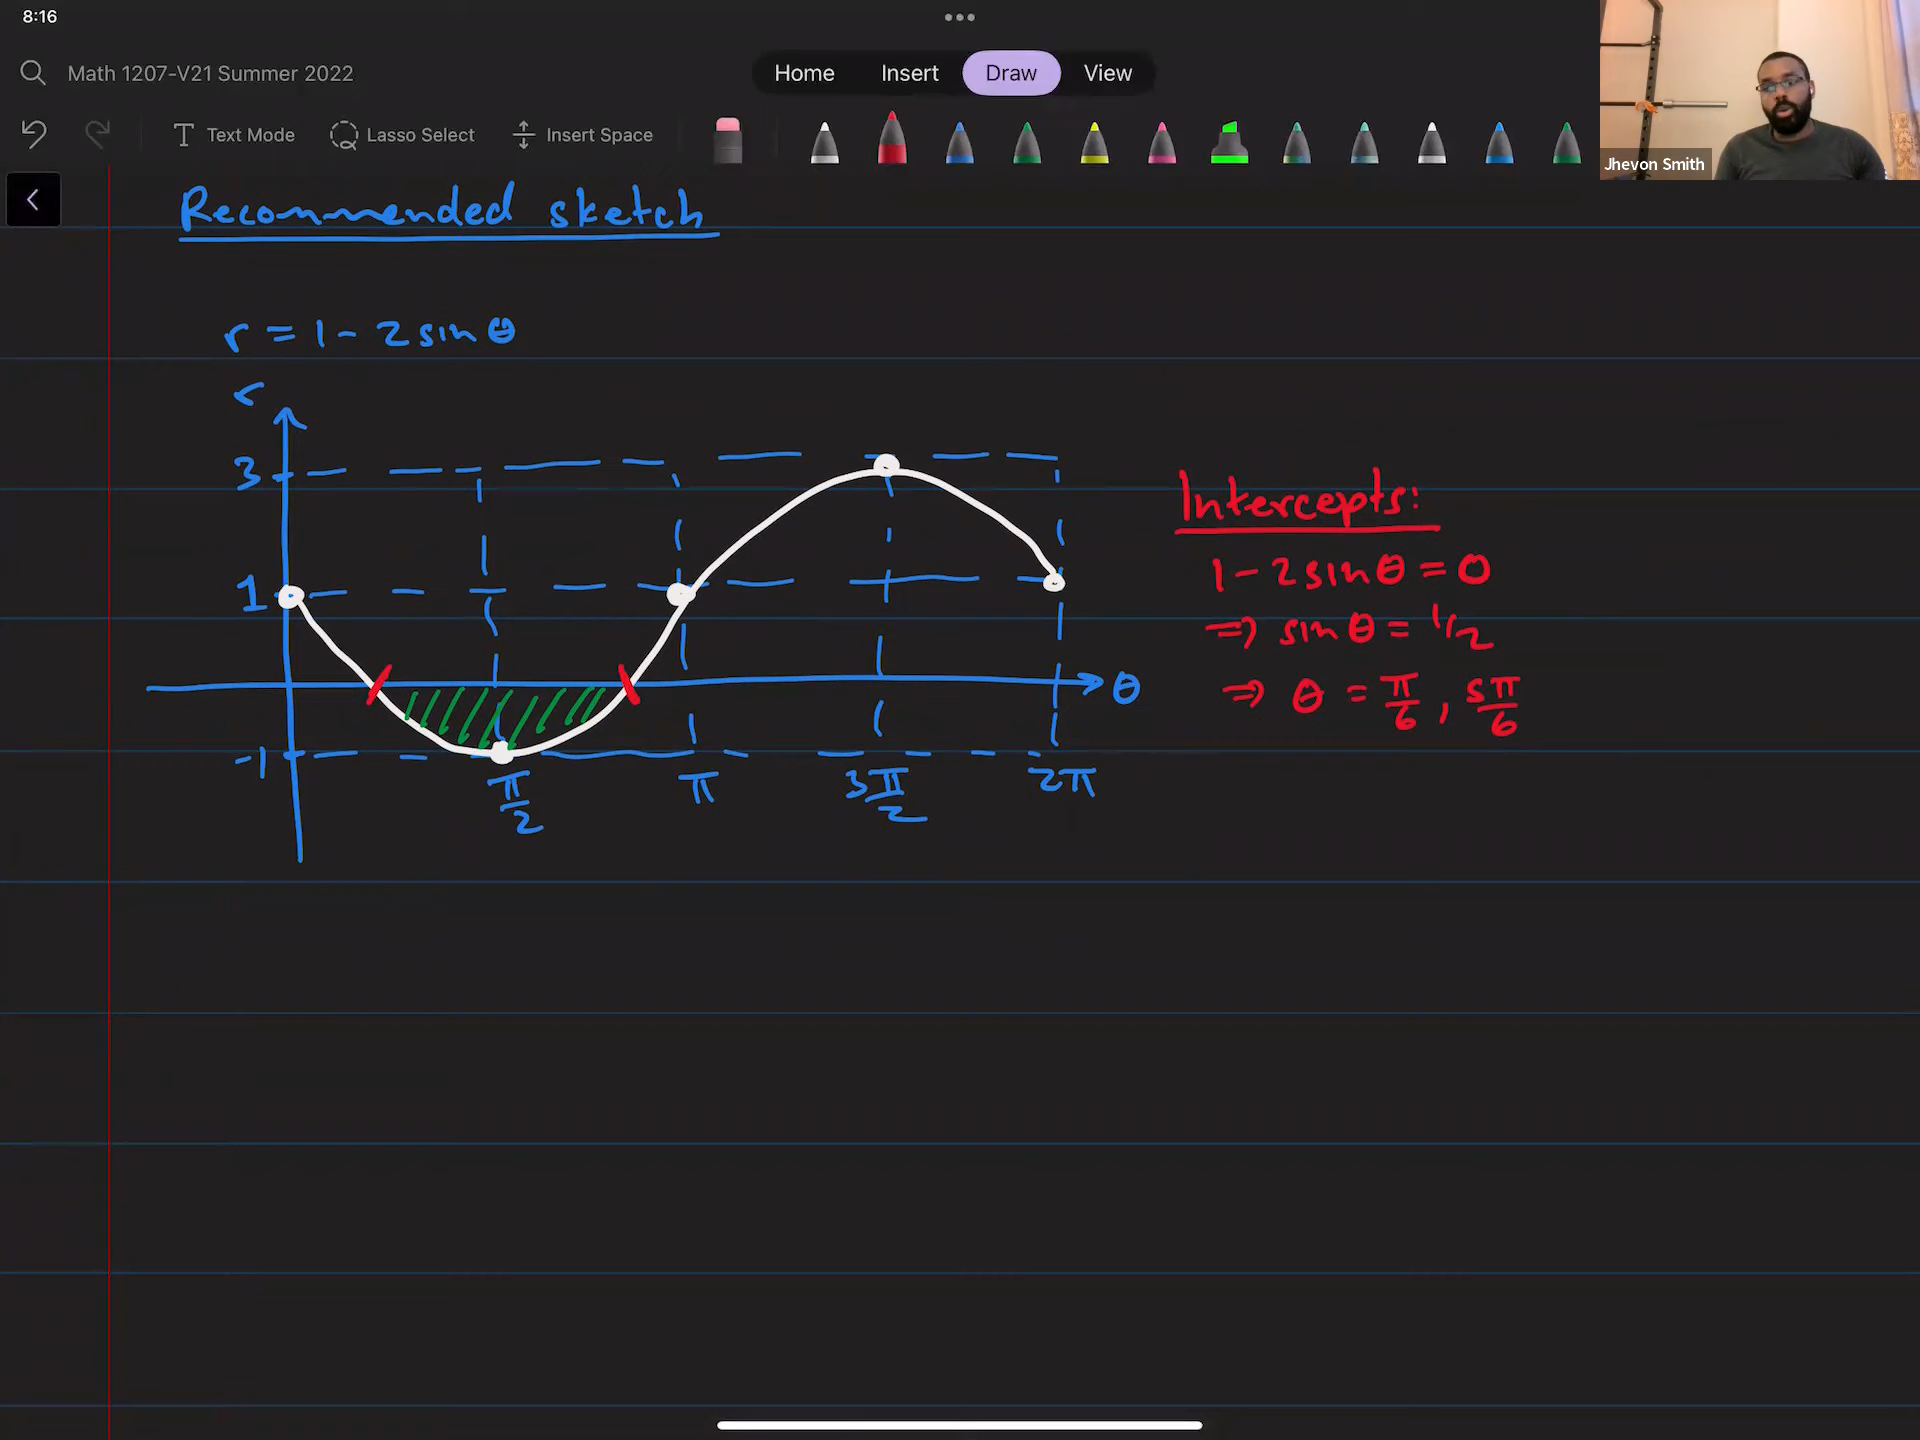 8:16
Math 1207-V21 Summer 2022
Home Insert Draw View
Text Mode Lasso Select Insert Space
Jhevon Smith
Recommended sketch
r = 1 - 2 sin θ
r
3
1
-1
π/2 π 3π/2 2π
θ
Intercepts:
1 - 2 sin θ = 0
⇒ sin θ = 1/2
⇒ θ = π/6, 5π/6